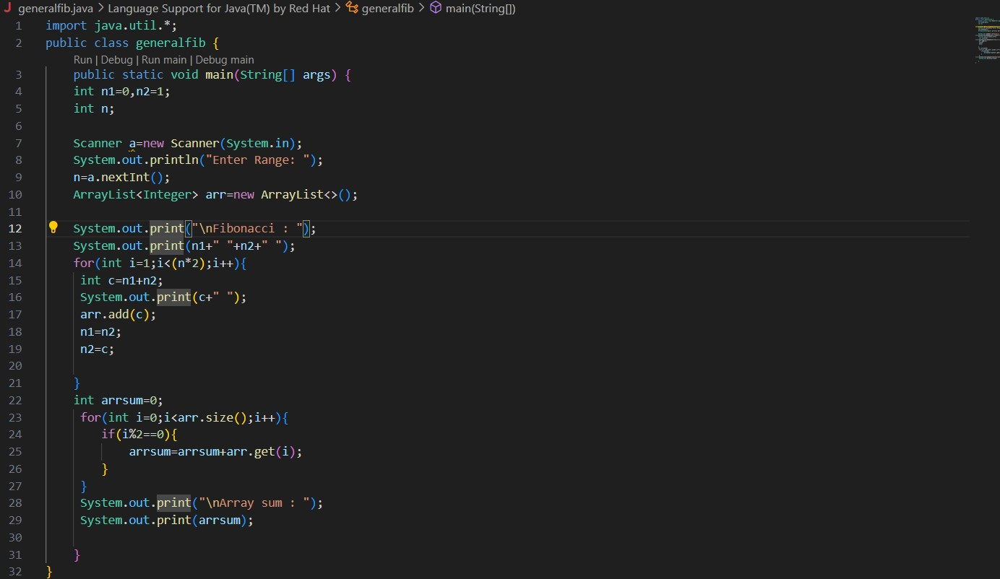 J generalfib.java > Language Support for Java(TM) by Red Hat > generalfib > main(String[])
1 import java.util.*;
2 public class generalfib {
Run | Debug | Run main | Debug main
3 public static void main(String[] args) {
4 int n1=0,n2=1;
5 int n;
6
7 Scanner a=new Scanner(System.in);
8 System.out.println("Enter Range: ");
9 n=a.nextInt();
10 ArrayList<Integer> arr=new ArrayList<>();
11
12 System.out.print("\nFibonacci : ");
13 System.out.print(n1+" "+n2+" ");
14 for(int i=1;i<(n*2);i++){
15 int c=n1+n2;
16 System.out.print(c+" ");
17 arr.add(c);
18 n1=n2;
19 n2=c;
20
21 }
22 int arrsum=0;
23 for(int i=0;i<arr.size();i++){
24 if(i%2==0){
25 arrsum=arrsum+arr.get(i);
26 }
27 }
28 System.out.print("\nArray sum : ");
29 System.out.print(arrsum);
30
31 }
32 }